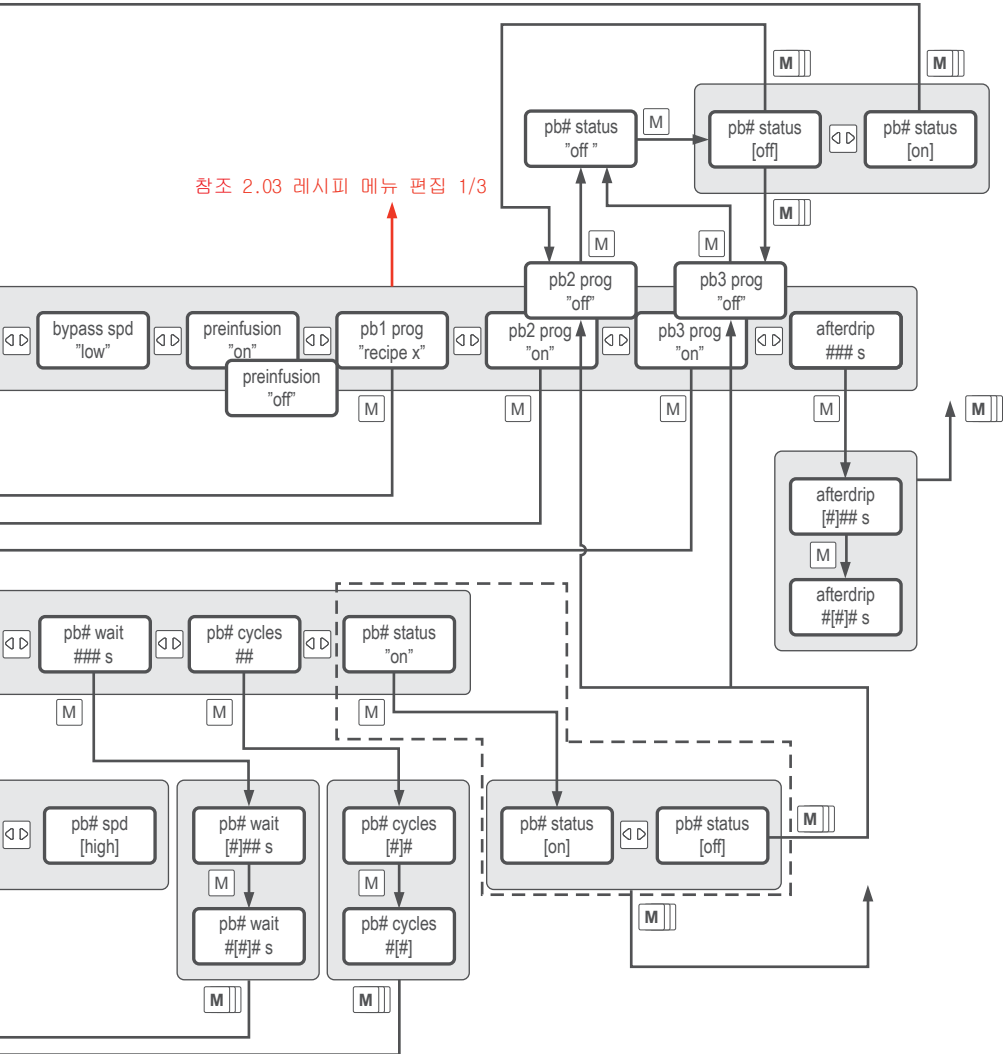 M
M
pb# status
"off "
M
pb# status
[off]
pb# status
[on]
참조 2.03 레시피 메뉴 편집 1/3
M
M
M
pb2 prog
"off"
pb3 prog
"off"
bypass spd
"low"
preinfusion
"on"
pb1 prog
"recipe x"
pb2 prog
"on"
pb3 prog
"on"
afterdrip
### s
preinfusion
"off"
M
M
M
M
M
afterdrip
[#]## s
M
afterdrip
#[#]# s
pb# wait
### s
pb# cycles
##
pb# status
"on"
M
M
M
pb# spd
[high]
pb# wait
[#]## s
pb# cycles
[#]#
pb# status
[on]
pb# status
[off]
M
M
M
pb# wait
#[#]# s
pb# cycles
#[#]
M
M
M